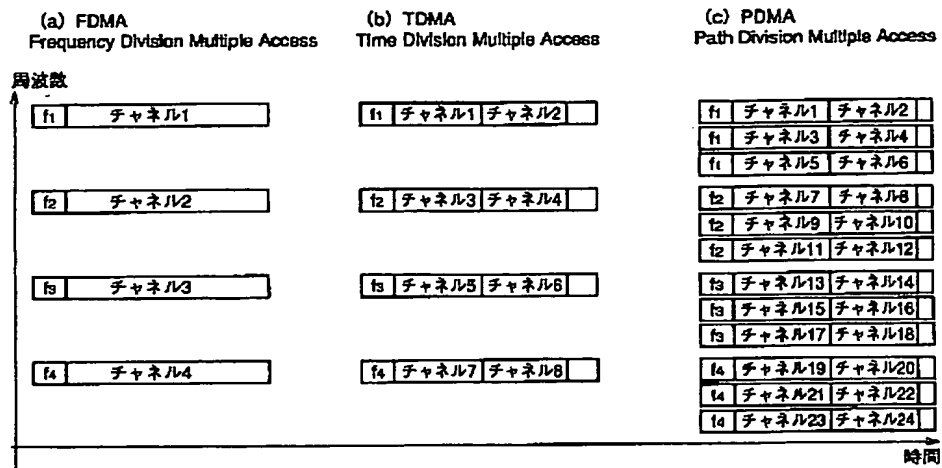 (a) FDMA
Frequency Division Multiple Access
(b) TDMA
Time Division Multiple Access
(c) PDMA
Path Division Multiple Access
周波数
f1 チャネル1
f2 チャネル2
f3 チャネル3
f4 チャネル4
f1 チャネル1 チャネル2
f2 チャネル3 チャネル4
f3 チャネル5 チャネル6
f4 チャネル7 チャネル8
f1 チャネル1 チャネル2
f1 チャネル3 チャネル4
f1 チャネル5 チャネル6
f2 チャネル7 チャネル8
f2 チャネル9 チャネル10
f2 チャネル11 チャネル12
f3 チャネル13 チャネル14
f3 チャネル15 チャネル16
f3 チャネル17 チャネル18
f4 チャネル19 チャネル20
f4 チャネル21 チャネル22
f4 チャネル23 チャネル24
時間